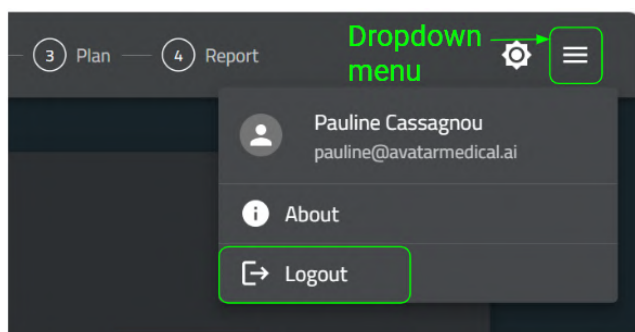 3 Plan
4 Report
Dropdown
menu
Pauline Cassagnou
pauline@avatarmedical.ai
i About
Logout